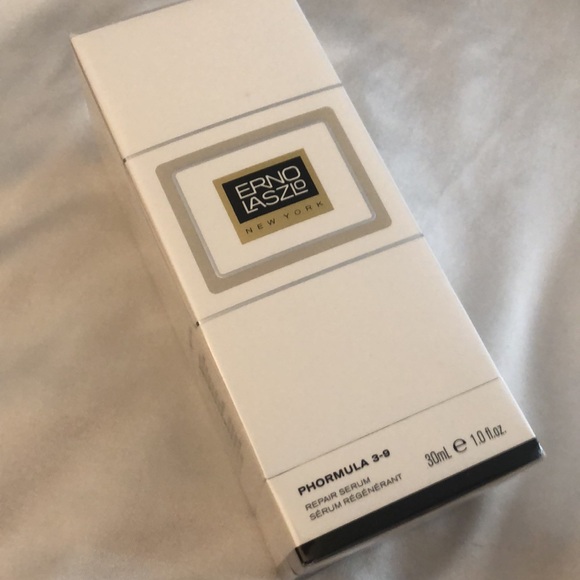 ERNO
LASZLO
NEW YORK
PHORMULA 3-9
REPAIR SERUM
SÉRUM RÉGÉNÉRANT
30mL ℮ 1.0 fl.oz.